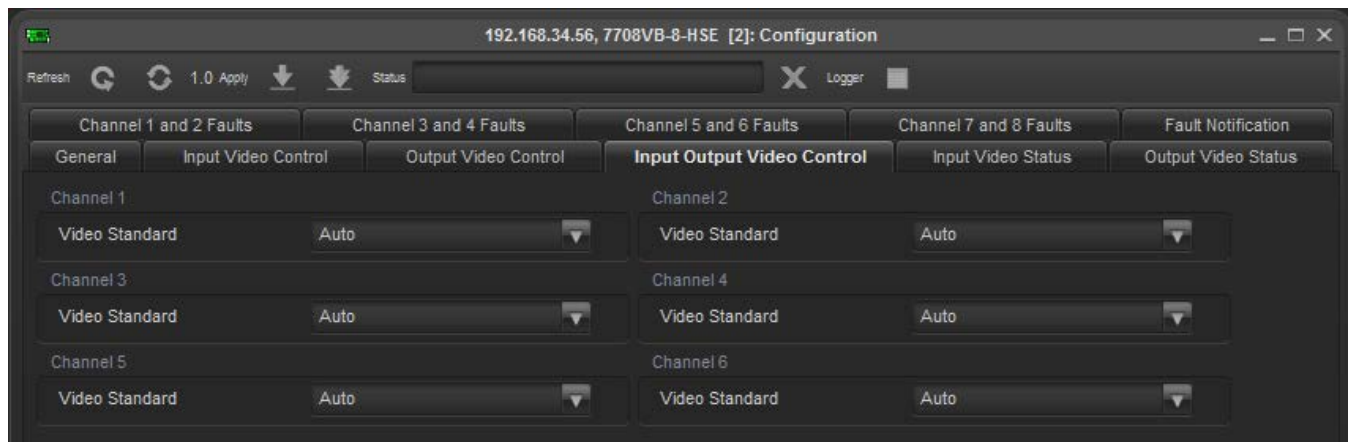 192.168.34.56, 7708VB-8-HSE [2]: Configuration
Refresh 1.0 Apply Status Logger
Channel 1 and 2 Faults Channel 3 and 4 Faults Channel 5 and 6 Faults Channel 7 and 8 Faults Fault Notification
General Input Video Control Output Video Control Input Output Video Control Input Video Status Output Video Status
Channel 1 Channel 2
Video Standard Auto Video Standard Auto
Channel 3 Channel 4
Video Standard Auto Video Standard Auto
Channel 5 Channel 6
Video Standard Auto Video Standard Auto